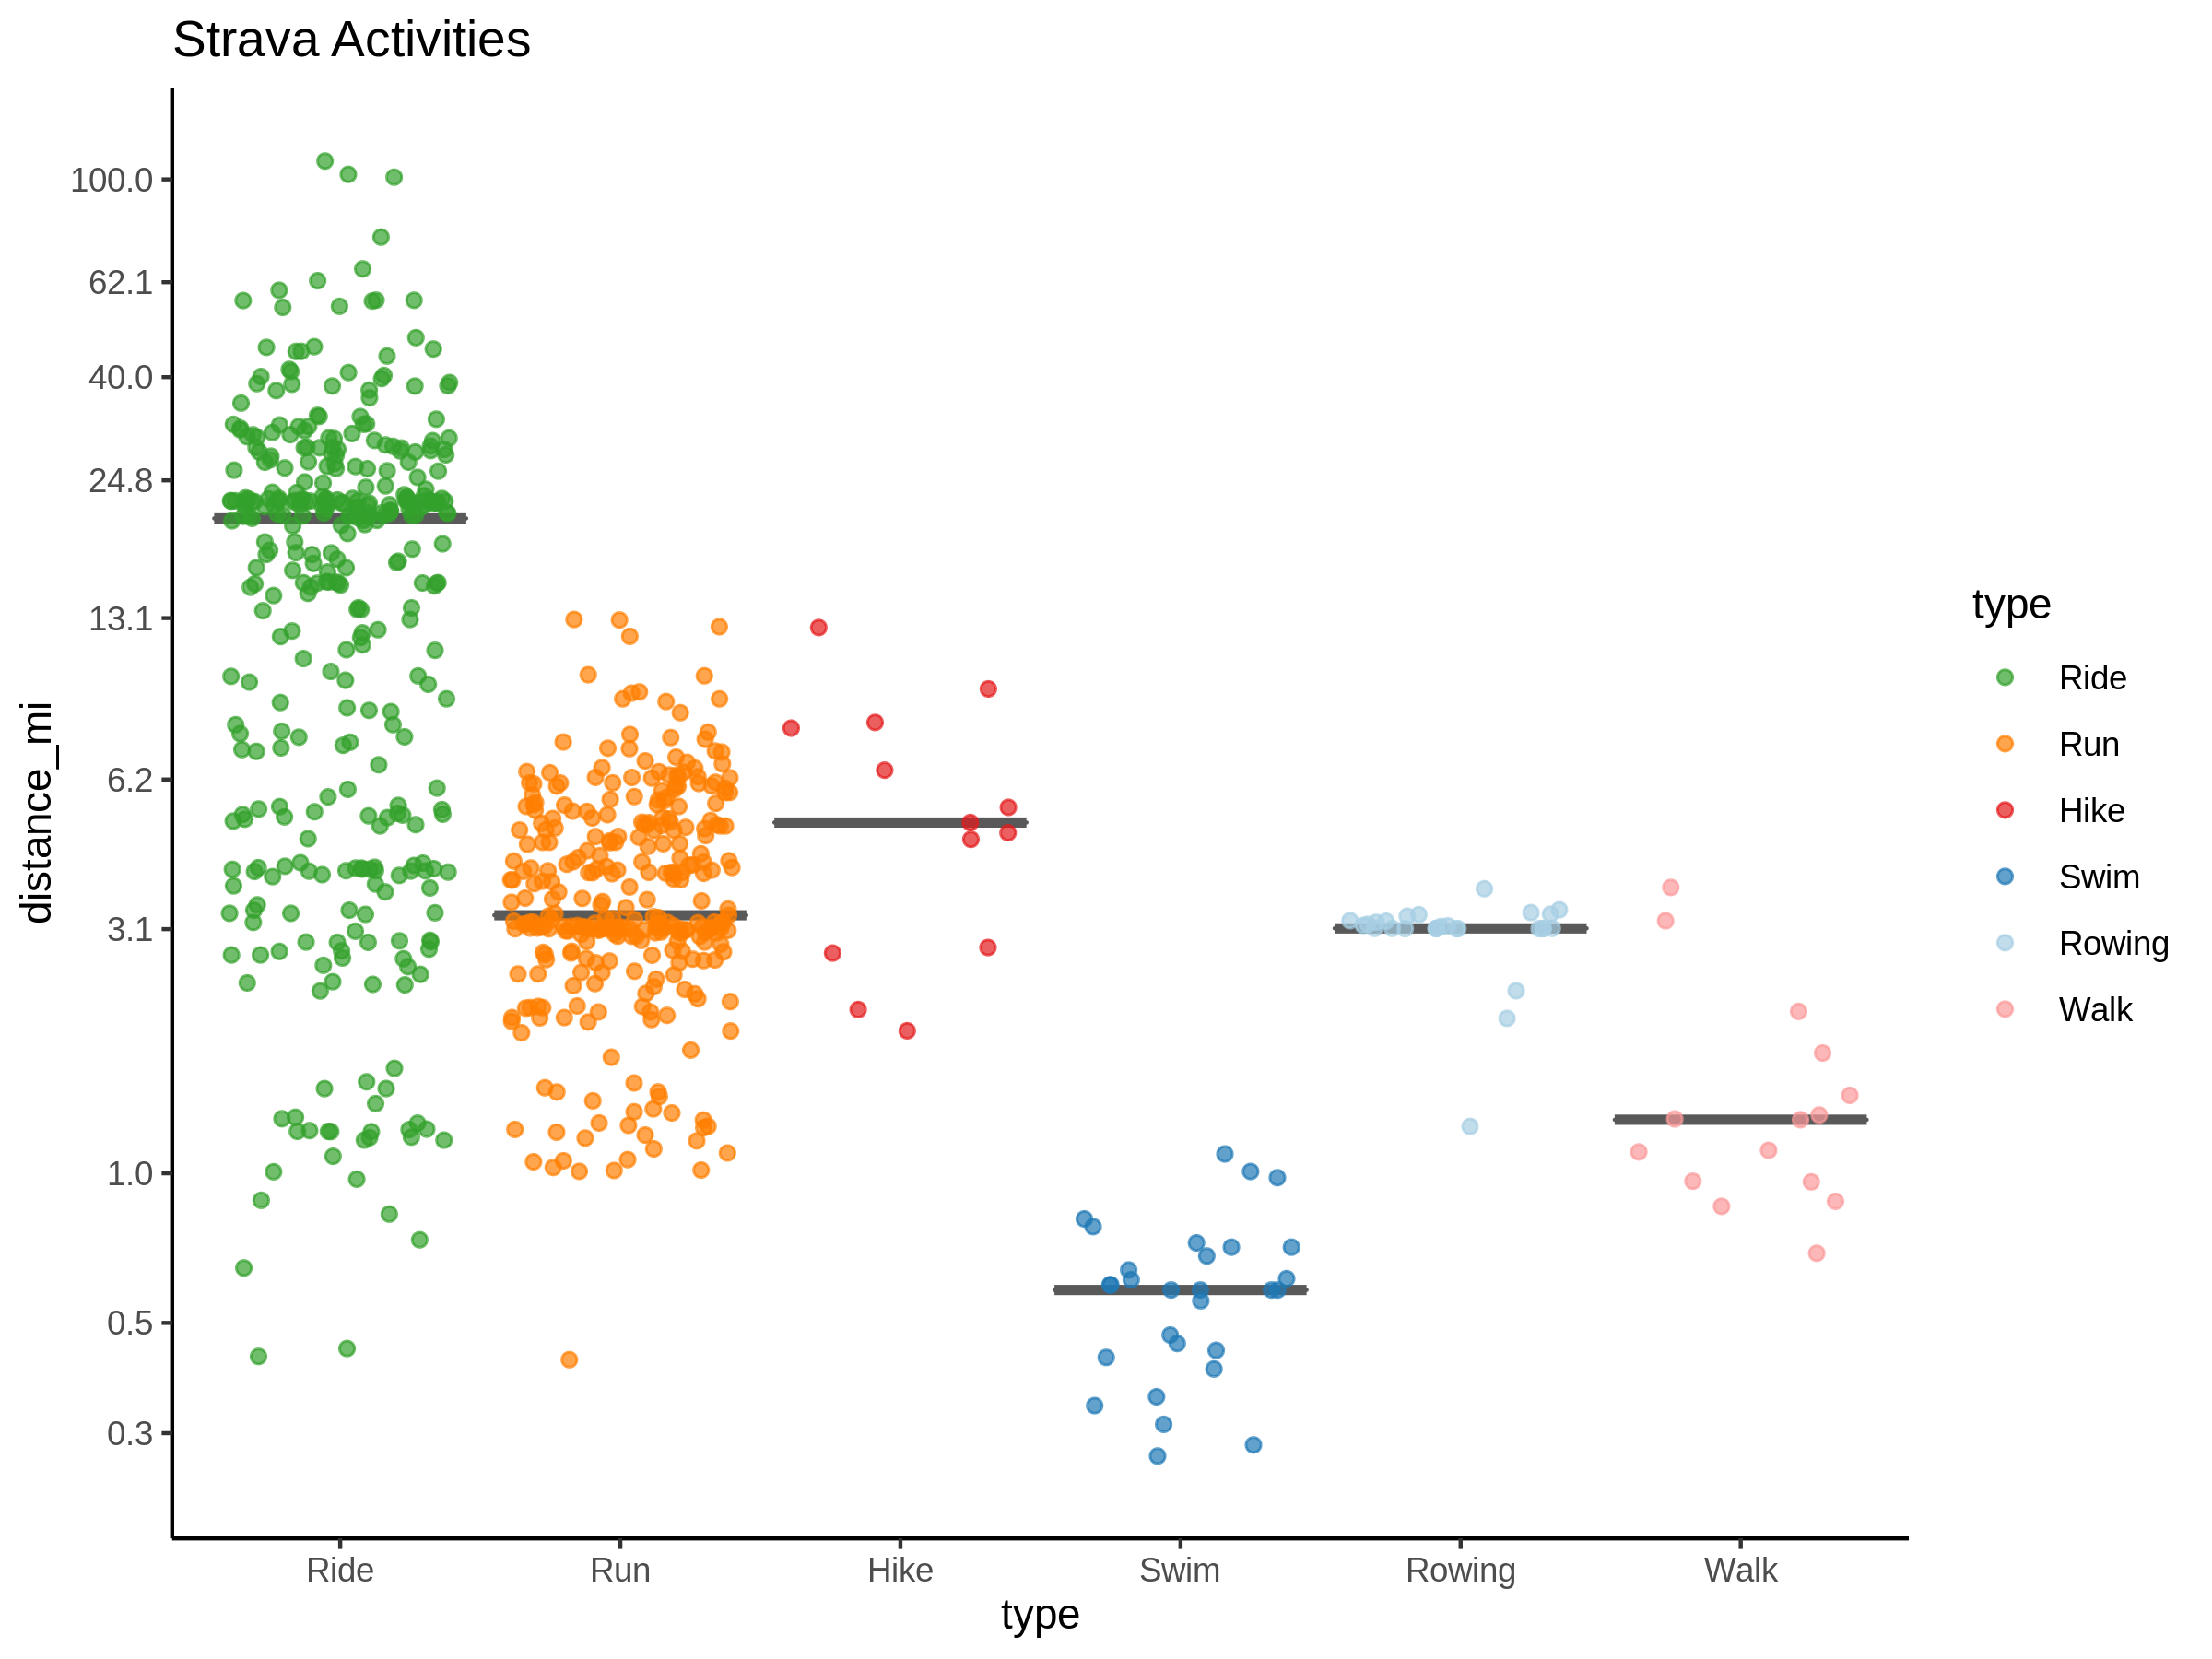 Strava Activities
distance_mi
100.0
62.1
40.0
24.8
13.1
6.2
3.1
1.0
0.5
0.3
Ride Run Hike Swim Rowing Walk
type
type
Ride
Run
Hike
Swim
Rowing
Walk